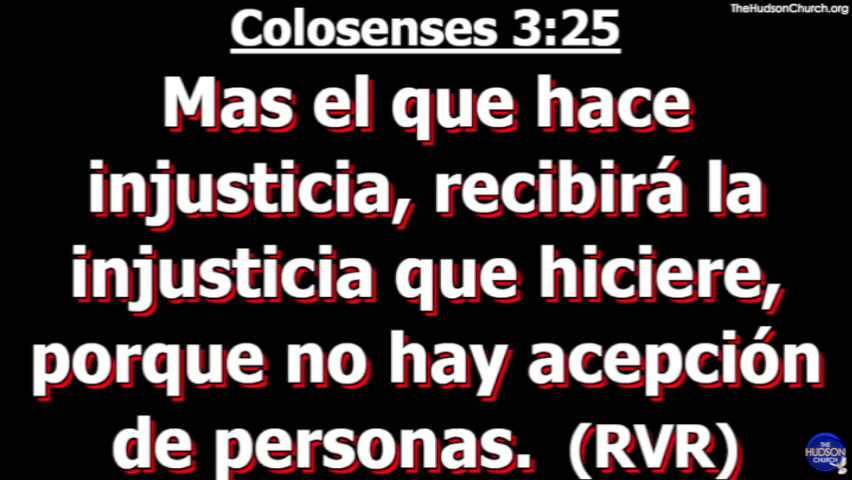 TheHudsonChurch.org
Colosenses 3:25
Mas el que hace
injusticia, recibirá la
injusticia que hiciere,
porque no hay acepción
de personas. (RVR)
THE
HUDSON
CHURCH